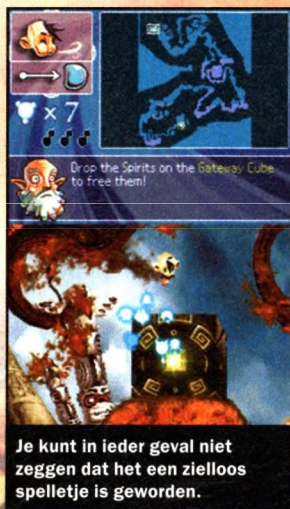 x 7
Drop the Spirits on the Gateway Cube
to free them!
Je kunt in ieder geval niet
zeggen dat het een zielloos
spelletje is geworden.